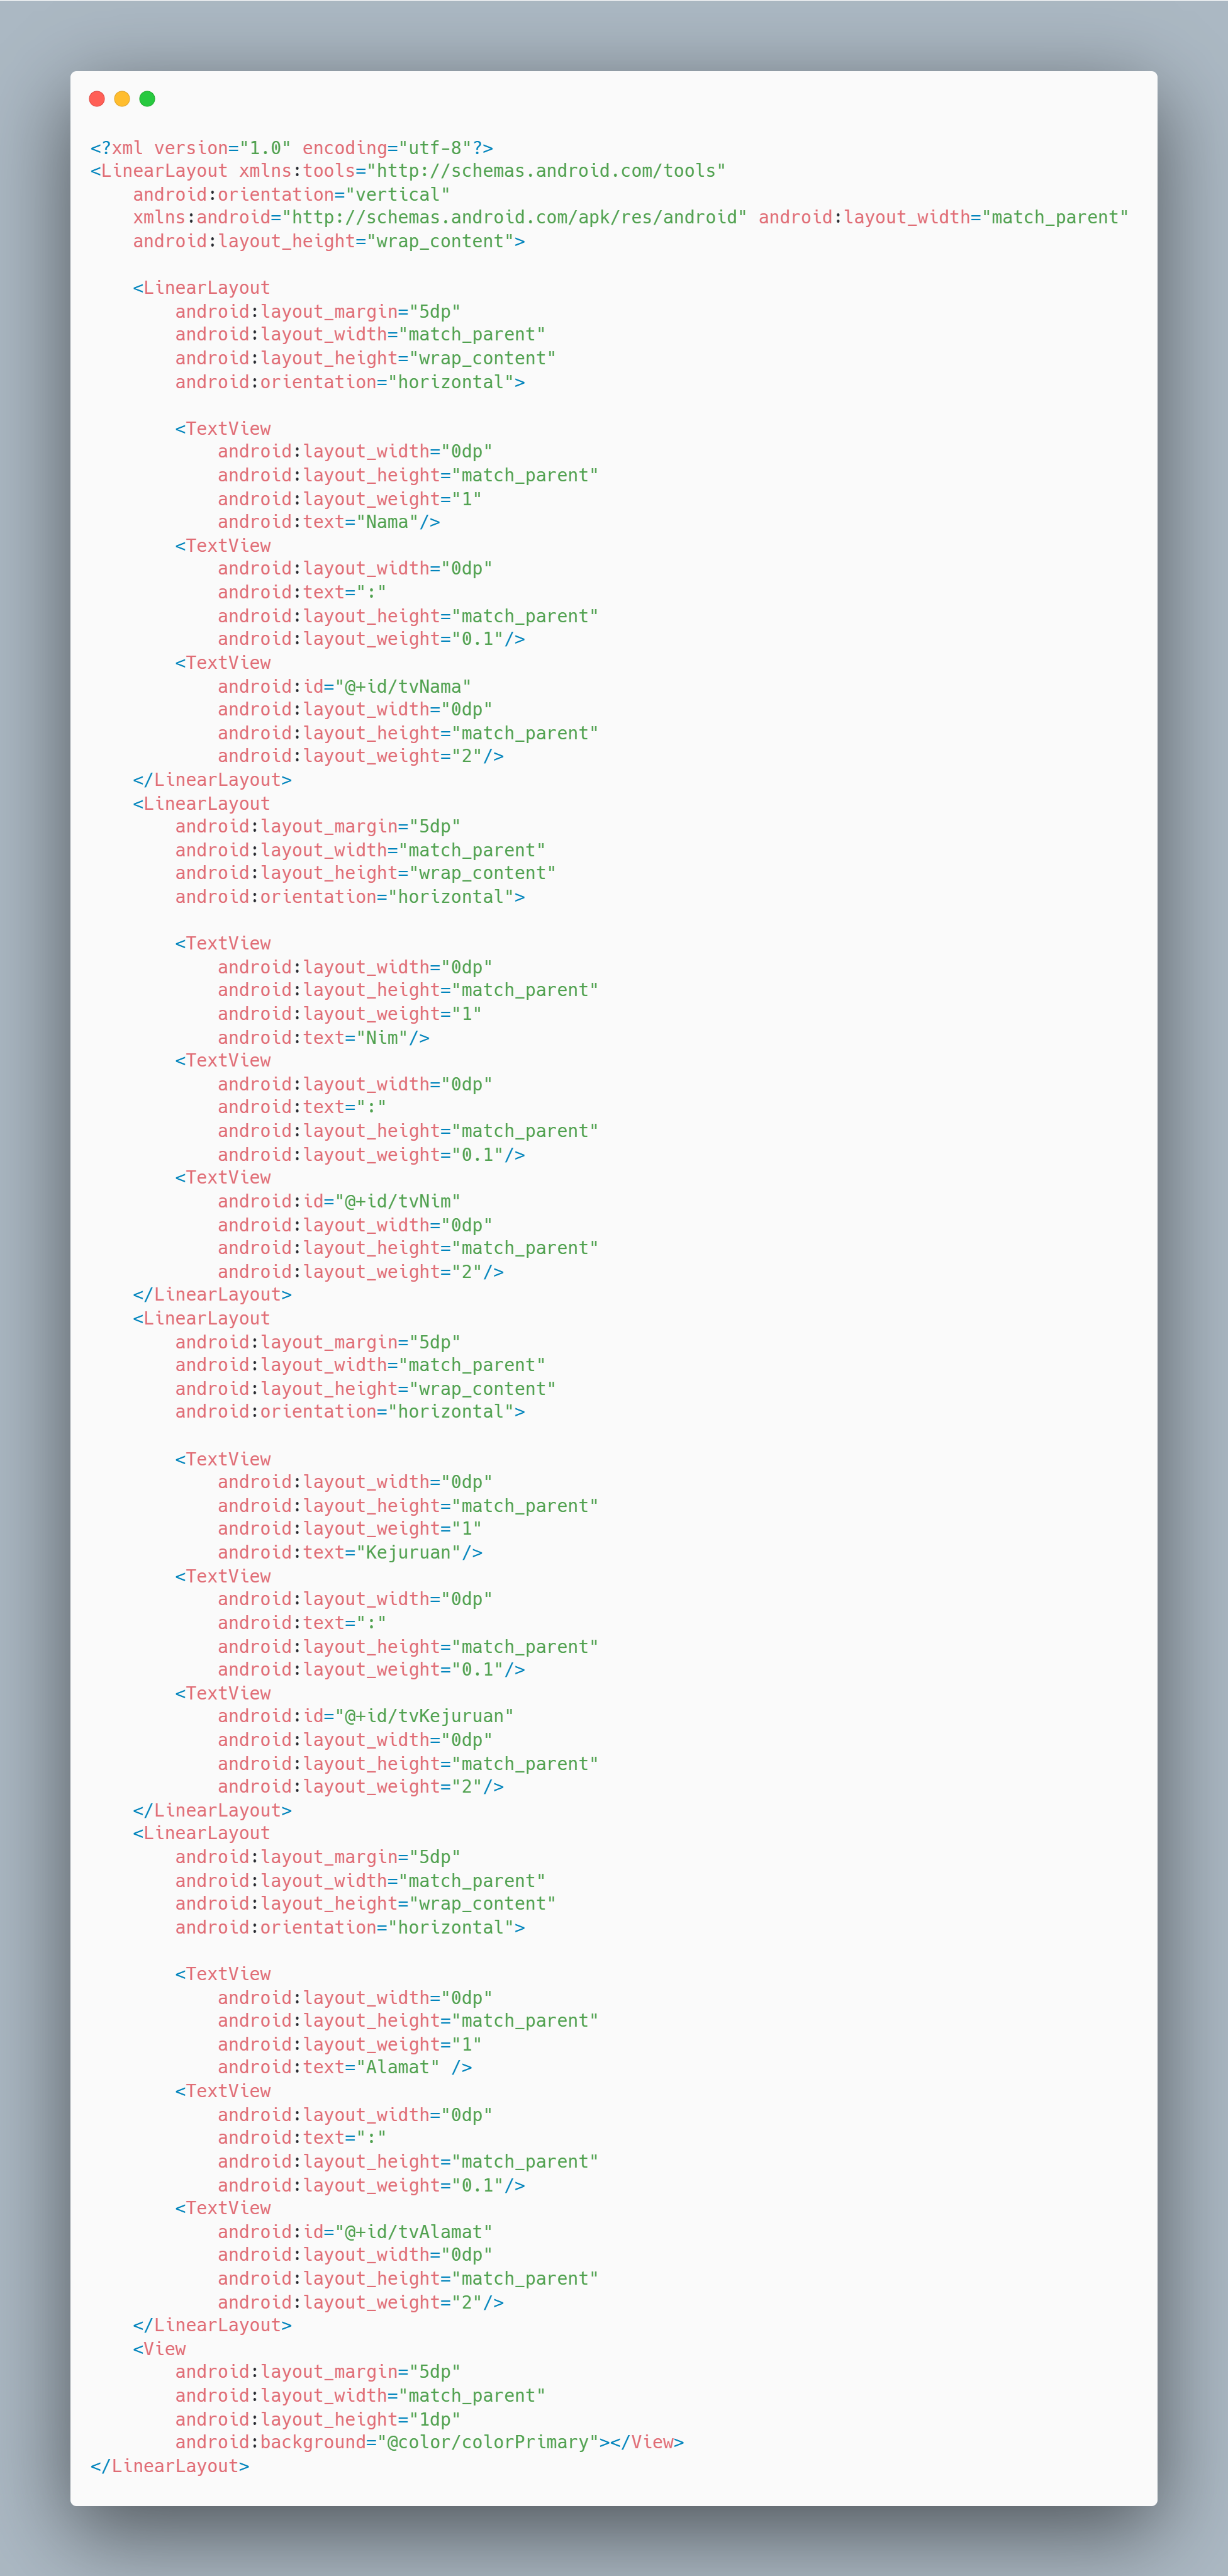 <?xml version="1.0" encoding="utf-8"?>
<LinearLayout xmlns:tools="http://schemas.android.com/tools"
    android:orientation="vertical"
    xmlns:android="http://schemas.android.com/apk/res/android" android:layout_width="match_parent"
    android:layout_height="wrap_content">

    <LinearLayout
        android:layout_margin="5dp"
        android:layout_width="match_parent"
        android:layout_height="wrap_content"
        android:orientation="horizontal">

        <TextView
            android:layout_width="0dp"
            android:layout_height="match_parent"
            android:layout_weight="1"
            android:text="Nama"/>
        <TextView
            android:layout_width="0dp"
            android:text=":"
            android:layout_height="match_parent"
            android:layout_weight="0.1"/>
        <TextView
            android:id="@+id/tvNama"
            android:layout_width="0dp"
            android:layout_height="match_parent"
            android:layout_weight="2"/>
    </LinearLayout>
    <LinearLayout
        android:layout_margin="5dp"
        android:layout_width="match_parent"
        android:layout_height="wrap_content"
        android:orientation="horizontal">

        <TextView
            android:layout_width="0dp"
            android:layout_height="match_parent"
            android:layout_weight="1"
            android:text="Nim"/>
        <TextView
            android:layout_width="0dp"
            android:text=":"
            android:layout_height="match_parent"
            android:layout_weight="0.1"/>
        <TextView
            android:id="@+id/tvNim"
            android:layout_width="0dp"
            android:layout_height="match_parent"
            android:layout_weight="2"/>
    </LinearLayout>
    <LinearLayout
        android:layout_margin="5dp"
        android:layout_width="match_parent"
        android:layout_height="wrap_content"
        android:orientation="horizontal">

        <TextView
            android:layout_width="0dp"
            android:layout_height="match_parent"
            android:layout_weight="1"
            android:text="Kejuruan"/>
        <TextView
            android:layout_width="0dp"
            android:text=":"
            android:layout_height="match_parent"
            android:layout_weight="0.1"/>
        <TextView
            android:id="@+id/tvKejuruan"
            android:layout_width="0dp"
            android:layout_height="match_parent"
            android:layout_weight="2"/>
    </LinearLayout>
    <LinearLayout
        android:layout_margin="5dp"
        android:layout_width="match_parent"
        android:layout_height="wrap_content"
        android:orientation="horizontal">

        <TextView
            android:layout_width="0dp"
            android:layout_height="match_parent"
            android:layout_weight="1"
            android:text="Alamat" />
        <TextView
            android:layout_width="0dp"
            android:text=":"
            android:layout_height="match_parent"
            android:layout_weight="0.1"/>
        <TextView
            android:id="@+id/tvAlamat"
            android:layout_width="0dp"
            android:layout_height="match_parent"
            android:layout_weight="2"/>
    </LinearLayout>
    <View
        android:layout_margin="5dp"
        android:layout_width="match_parent"
        android:layout_height="1dp"
        android:background="@color/colorPrimary"></View>
</LinearLayout>